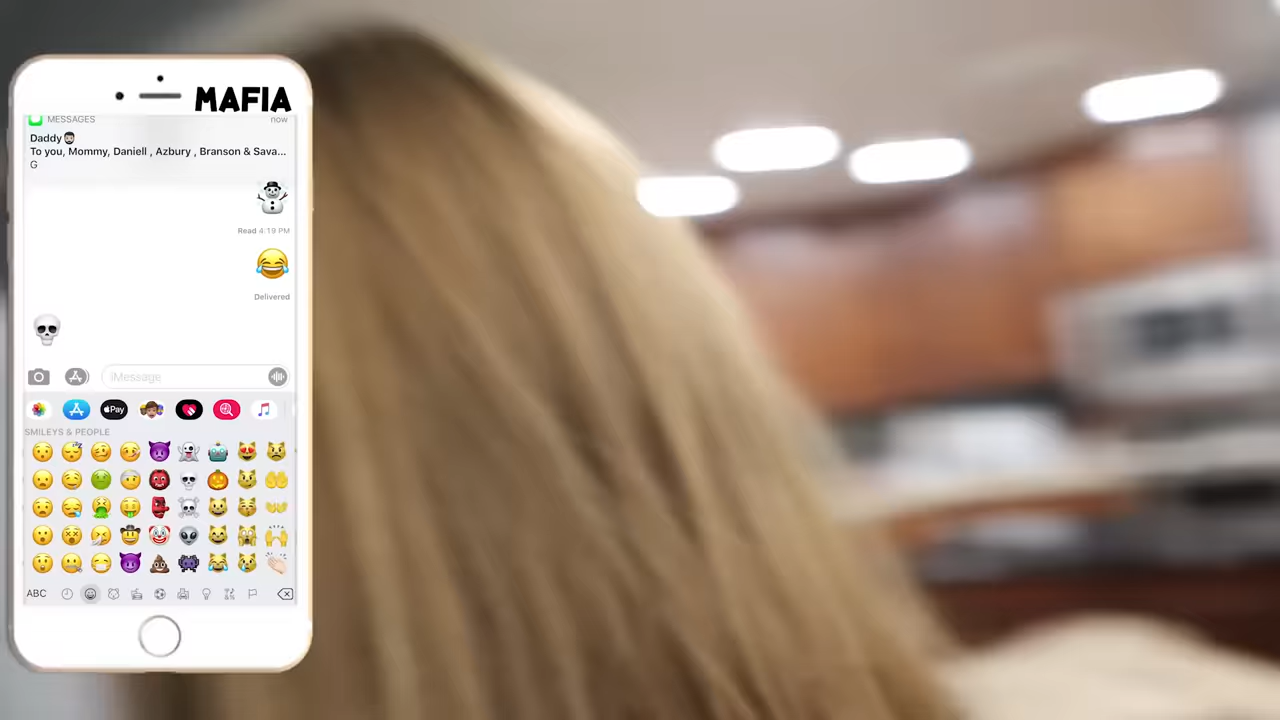 MAFIA
MESSAGES now
Daddy🧔🏻
To you, Mommy, Daniell , Azbury , Branson & Sava...
G
Read 4:19 PM
Delivered
iMessage
Pay
SMILEYS & PEOPLE
ABC